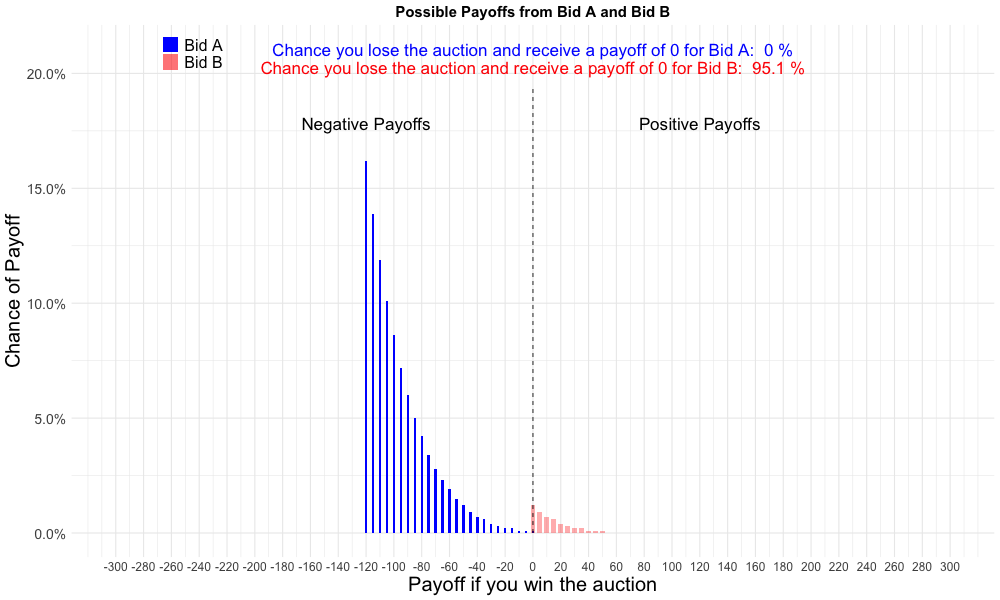 Possible Payoffs from Bid A and Bid B
Bid A
Bid B
Chance you lose the auction and receive a payoff of 0 for Bid A:  0 %
Chance you lose the auction and receive a payoff of 0 for Bid B:  95.1 %
Negative Payoffs
Positive Payoffs
Chance of Payoff
20.0%
15.0%
10.0%
5.0%
0.0%
-300 -280 -260 -240 -220 -200 -180 -160 -140 -120 -100 -80 -60 -40 -20 0 20 40 60 80 100 120 140 160 180 200 220 240 260 280 300
Payoff if you win the auction